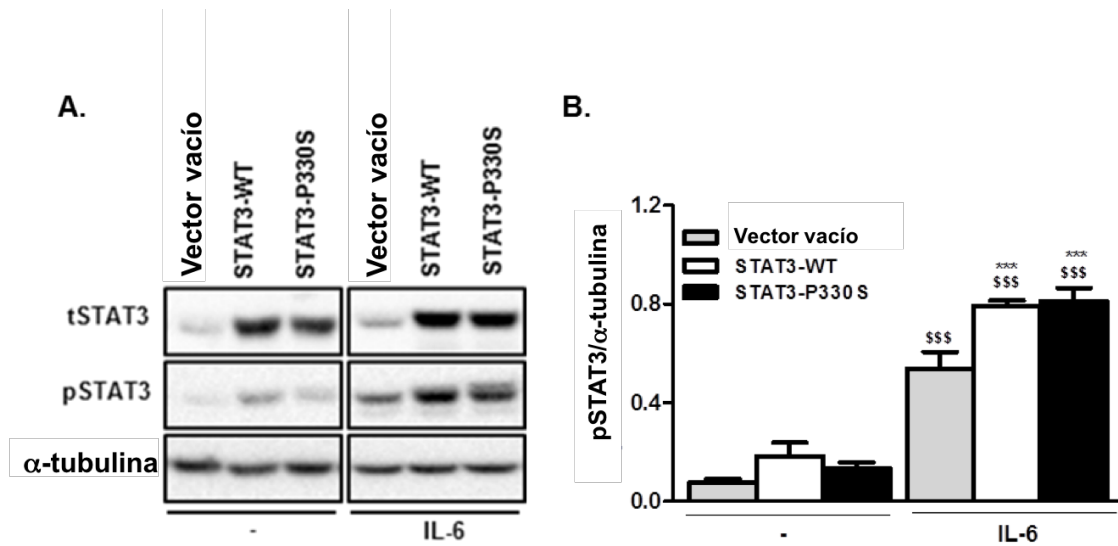 A.
Vector vacío
STAT3-WT
STAT3-P330S
Vector vacío
STAT3-WT
STAT3-P330S
tSTAT3
pSTAT3
α-tubulina
-
IL-6
B.
pSTAT3/α-tubulina
1.2
0.8
0.4
0.0
Vector vacío
STAT3-WT
STAT3-P330S
$$$
***
$$$
***
$$$
-
IL-6